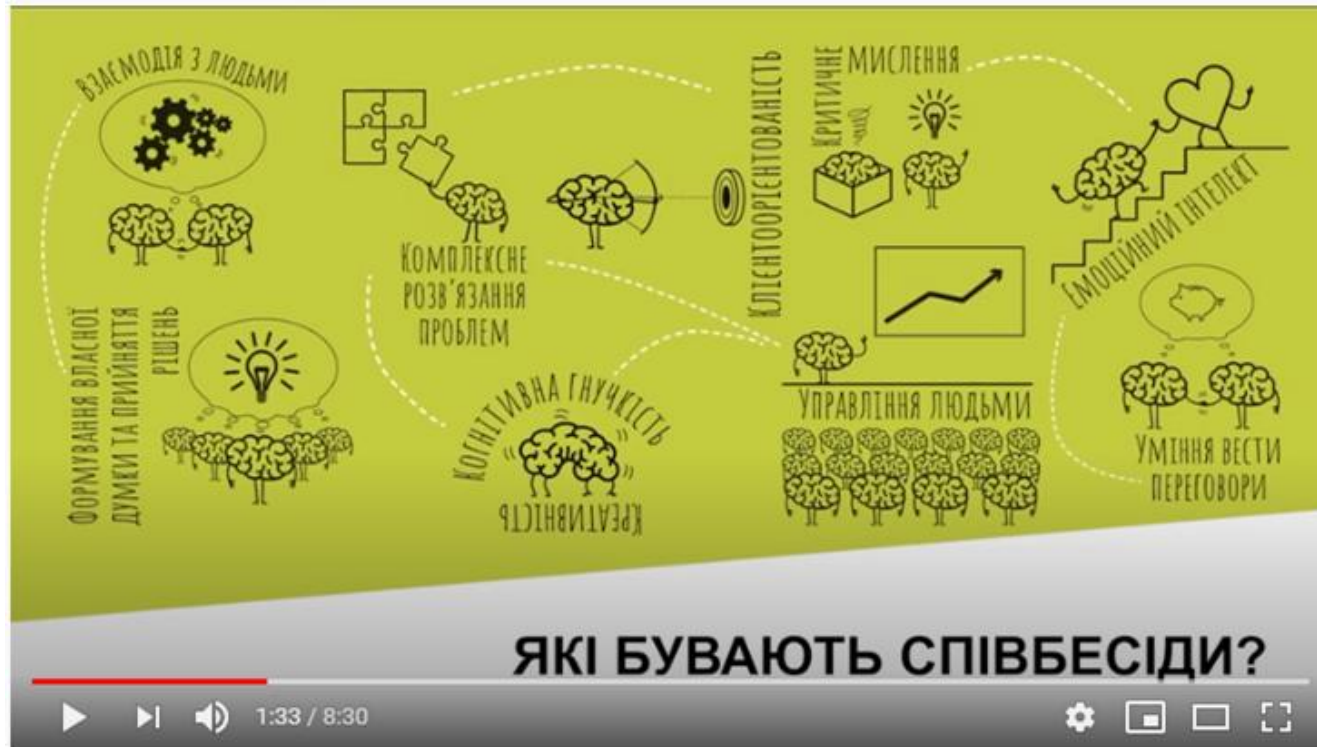 ВЗАЄМОДІЯ З ЛЮДЬМИ
ФОРМУВАННЯ ВЛАСНОЇ
ДУМКИ ТА ПРИЙНЯТТЯ
РІШЕНЬ
КОМПЛЕКСНЕ
РОЗВ'ЯЗАННЯ
ПРОБЛЕМ
КОГНІТИВНА ГНУЧКІСТЬ
КРЕАТИВНІСТЬ
КЛІЄНТООРІЄНТОВАНІСТЬ
КРИТИЧНЕ
МИСЛЕННЯ
УПРАВЛІННЯ ЛЮДЬМИ
ЕМОЦІЙНИЙ ІНТЕЛЕКТ
УМІННЯ ВЕСТИ
ПЕРЕГОВОРИ
ЯКІ БУВАЮТЬ СПІВБЕСІДИ?
1:33 / 8:30